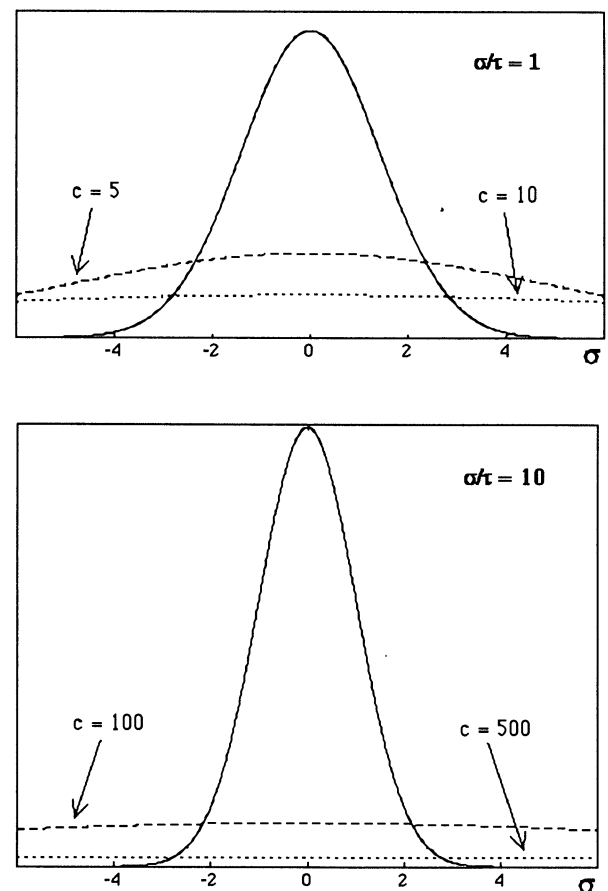 σ/τ = 1
c = 5
c = 10
-4 -2 0 2 4 σ
σ/τ = 10
c = 100
c = 500
-4 -2 0 2 4 σ